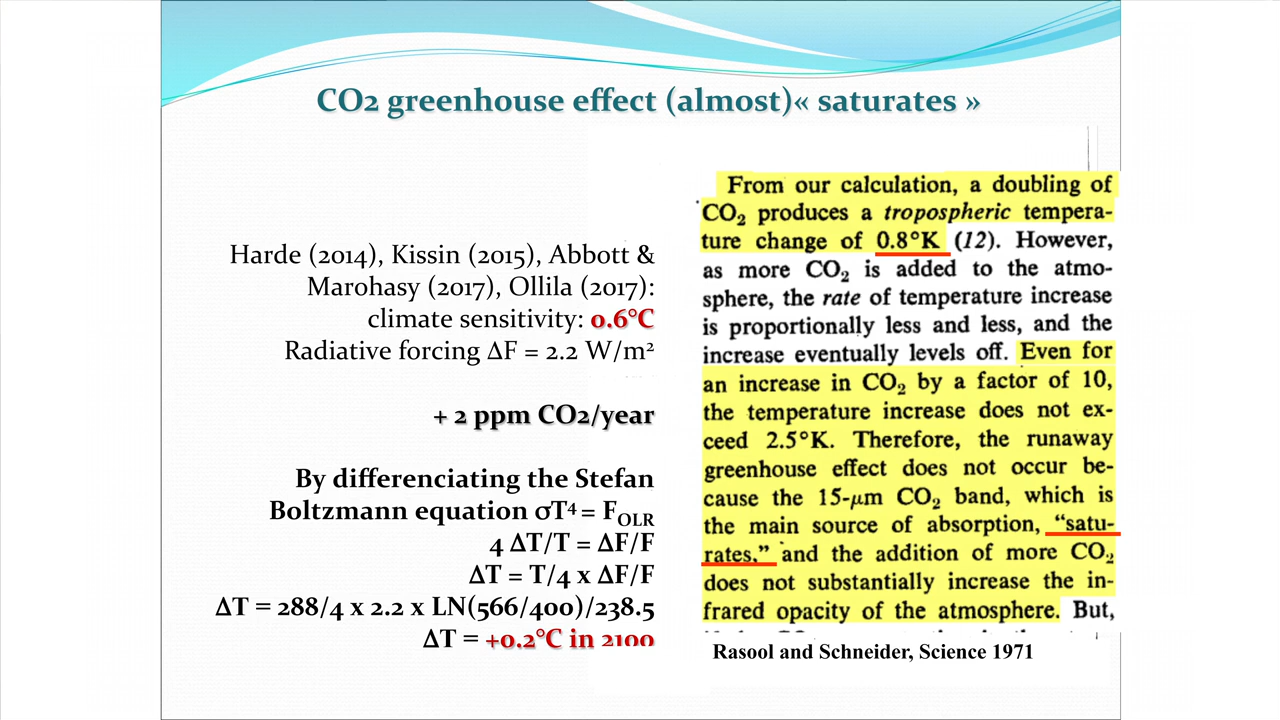 CO2 greenhouse effect (almost)« saturates »
Harde (2014), Kissin (2015), Abbott &
Marohasy (2017), Ollila (2017):
climate sensitivity: 0.6°C
Radiative forcing ΔF = 2.2 W/m²
+ 2 ppm CO2/year
By differenciating the Stefan
Boltzmann equation σT⁴ = F_OLR
4 ΔT/T = ΔF/F
ΔT = T/4 x ΔF/F
ΔT = 288/4 x 2.2 x LN(566/400)/238.5
ΔT = +0.2°C in 2100
From our calculation, a doubling of
CO₂ produces a tropospheric tempera-
ture change of 0.8°K (12). However,
as more CO₂ is added to the atmo-
sphere, the rate of temperature increase
is proportionally less and less, and the
increase eventually levels off. Even for
an increase in CO₂ by a factor of 10,
the temperature increase does not ex-
ceed 2.5°K. Therefore, the runaway
greenhouse effect does not occur be-
cause the 15-μm CO₂ band, which is
the main source of absorption, “satu-
rates,” and the addition of more CO₂
does not substantially increase the in-
frared opacity of the atmosphere. But,
Rasool and Schneider, Science 1971